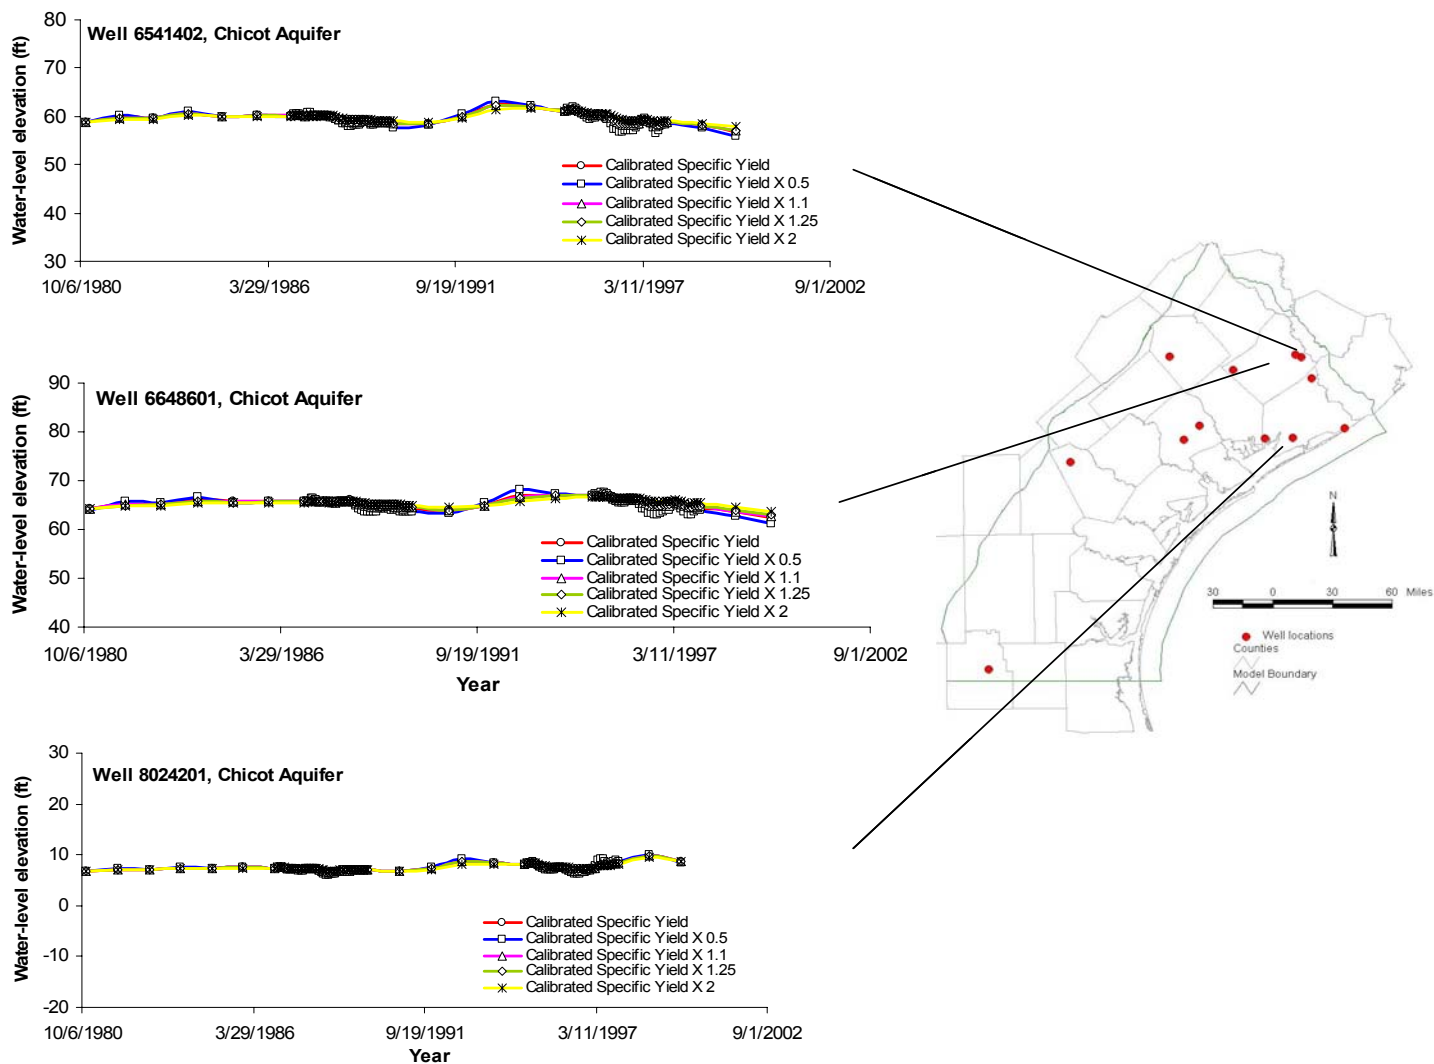 Well 6541402, Chicot Aquifer
Water-level elevation (ft)
80
70
60
50
40
30
10/6/1980
3/29/1986
9/19/1991
3/11/1997
9/1/2002
Calibrated Specific Yield
Calibrated Specific Yield X 0.5
Calibrated Specific Yield X 1.1
Calibrated Specific Yield X 1.25
Calibrated Specific Yield X 2
Well 6648601, Chicot Aquifer
Water-level elevation (ft)
90
80
70
60
50
40
10/6/1980
3/29/1986
9/19/1991
3/11/1997
9/1/2002
Year
Calibrated Specific Yield
Calibrated Specific Yield X 0.5
Calibrated Specific Yield X 1.1
Calibrated Specific Yield X 1.25
Calibrated Specific Yield X 2
Well 8024201, Chicot Aquifer
Water-level elevation (ft)
30
20
10
0
-10
-20
10/6/1980
3/29/1986
9/19/1991
3/11/1997
9/1/2002
Year
Calibrated Specific Yield
Calibrated Specific Yield X 0.5
Calibrated Specific Yield X 1.1
Calibrated Specific Yield X 1.25
Calibrated Specific Yield X 2
N
30 0 30 60 Miles
Well locations
Counties
Model Boundary